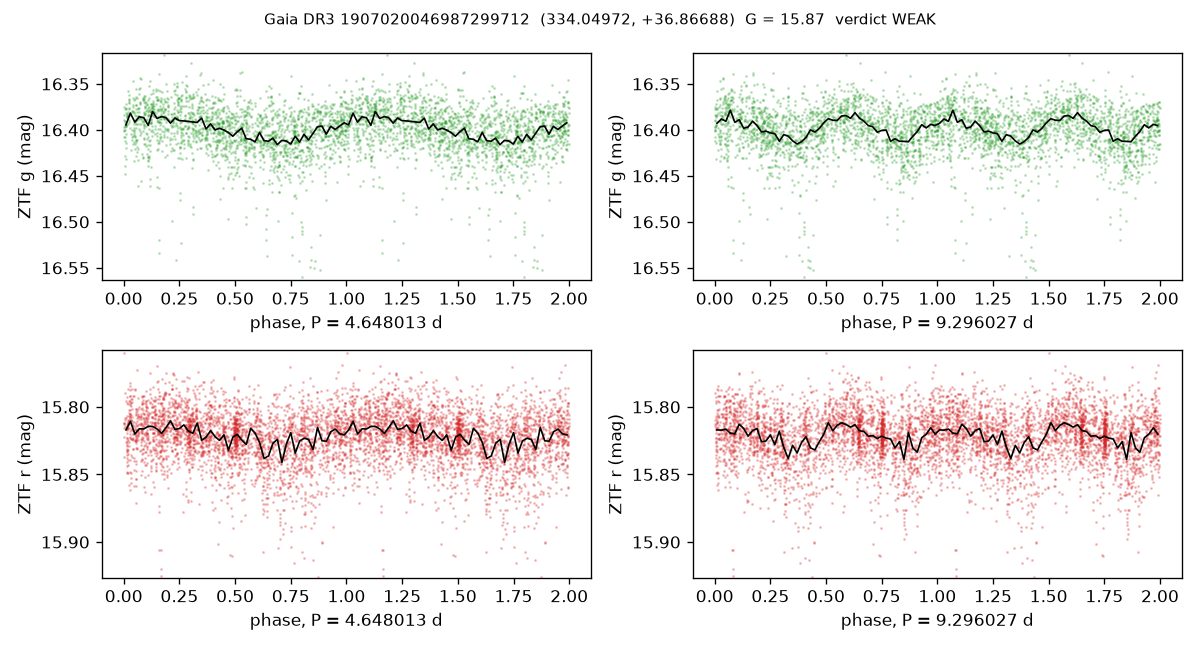 Gaia DR3 1907020046987299712 (334.04972, +36.86688) G = 15.87 verdict WEAK
ZTF g (mag)
16.35
16.40
16.45
16.50
16.55
0.00 0.25 0.50 0.75 1.00 1.25 1.50 1.75 2.00
phase, P = 4.648013 d
ZTF g (mag)
16.35
16.40
16.45
16.50
16.55
0.00 0.25 0.50 0.75 1.00 1.25 1.50 1.75 2.00
phase, P = 9.296027 d
ZTF r (mag)
15.80
15.85
15.90
0.00 0.25 0.50 0.75 1.00 1.25 1.50 1.75 2.00
phase, P = 4.648013 d
ZTF r (mag)
15.80
15.85
15.90
0.00 0.25 0.50 0.75 1.00 1.25 1.50 1.75 2.00
phase, P = 9.296027 d